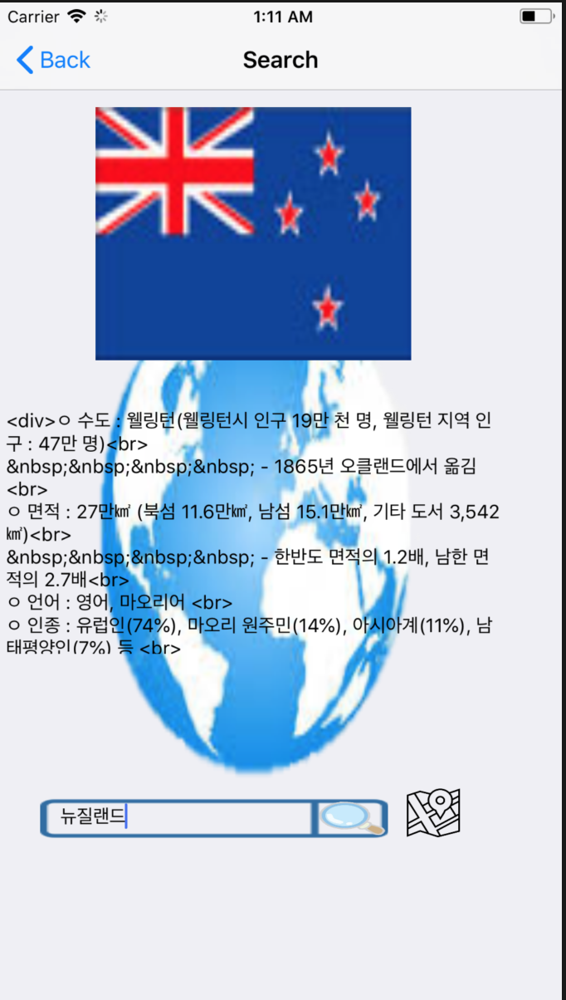 Carrier 1:11 AM
Back Search
<div>ㅇ 수도 : 웰링턴(웰링턴시 인구 19만 천 명, 웰링턴 지역 인
구 : 47만 명)<br>
&nbsp;&nbsp;&nbsp;&nbsp; - 1865년 오클랜드에서 옮김
<br>
ㅇ 면적 : 27만㎢ (북섬 11.6만㎢, 남섬 15.1만㎢, 기타 도서 3,542
㎢)<br>
&nbsp;&nbsp;&nbsp;&nbsp; - 한반도 면적의 1.2배, 남한 면
적의 2.7배<br>
ㅇ 언어 : 영어, 마오리어 <br>
ㅇ 인종 : 유럽인(74%), 마오리 원주민(14%), 아시아계(11%), 남
태평양인(7%) 등 <br>
뉴질랜드